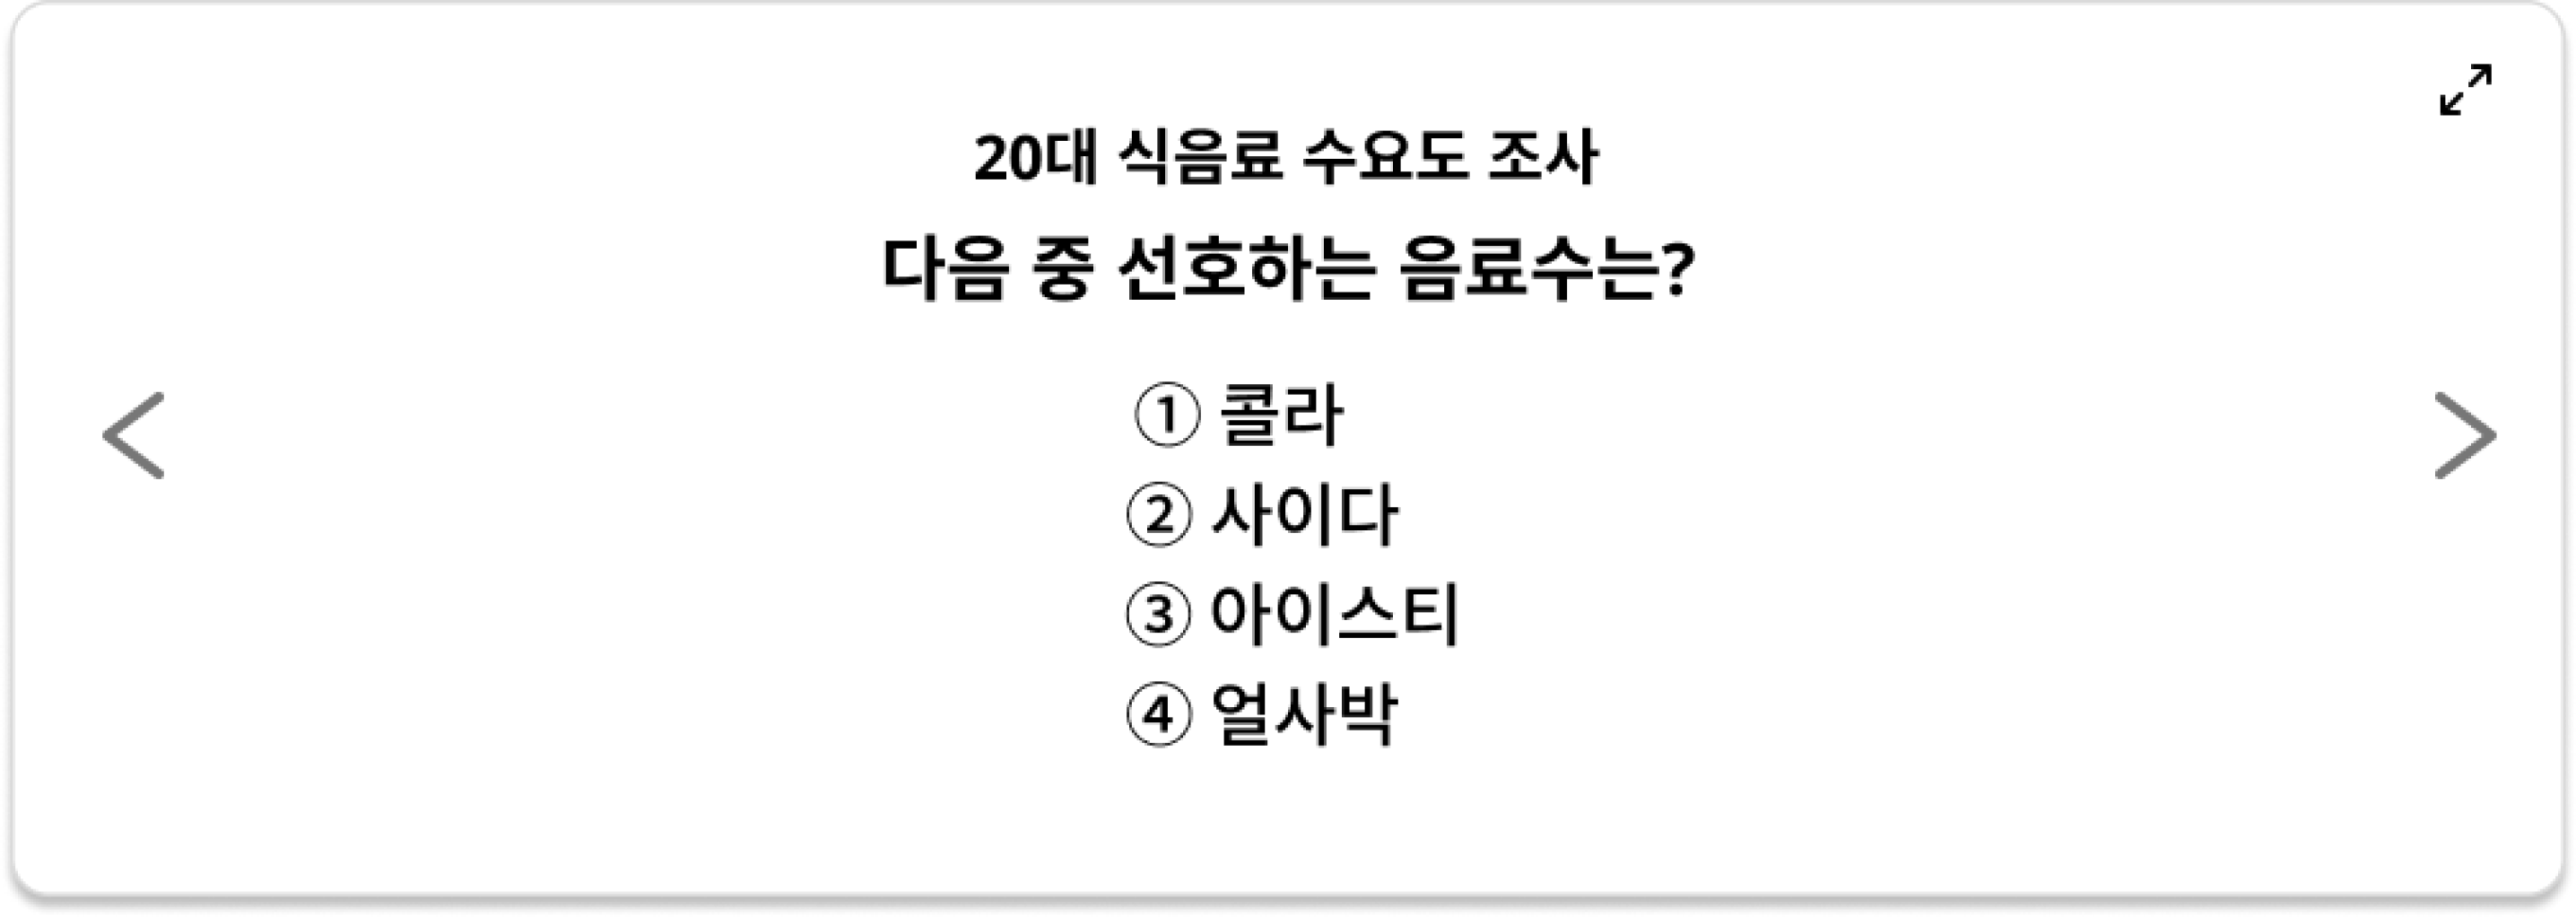 20대 식음료 수요도 조사
다음 중 선호하는 음료수는?
① 콜라
② 사이다
③ 아이스티
④ 얼사박